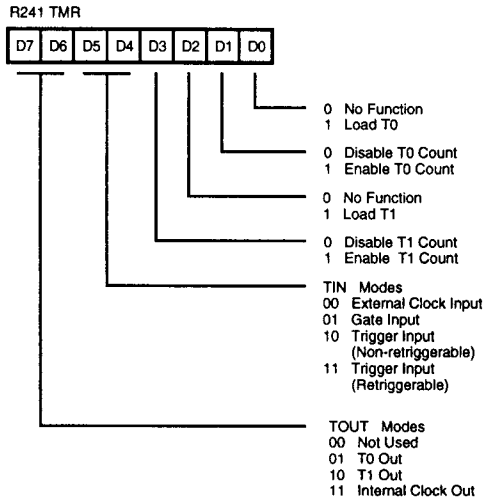 R241 TMR
D7 D6 D5 D4 D3 D2 D1 D0
0 No Function
1 Load T0
0 Disable T0 Count
1 Enable T0 Count
0 No Function
1 Load T1
0 Disable T1 Count
1 Enable T1 Count
TIN Modes
00 External Clock Input
01 Gate Input
10 Trigger Input
(Non-retriggerable)
11 Trigger Input
(Retriggerable)
TOUT Modes
00 Not Used
01 T0 Out
10 T1 Out
11 Internal Clock Out